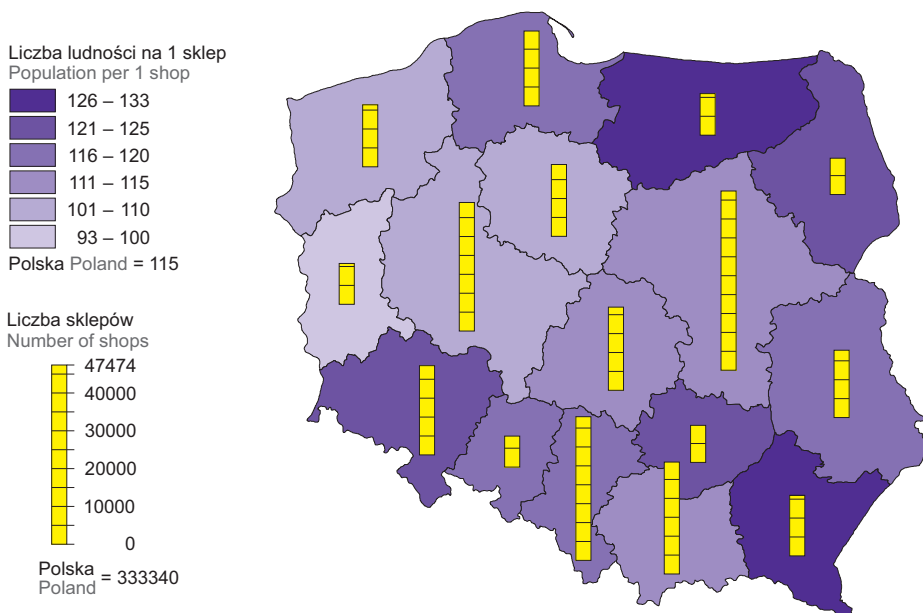 Liczba ludności na 1 sklep
Population per 1 shop
126 – 133
121 – 125
116 – 120
111 – 115
101 – 110
93 – 100
Polska Poland = 115
Liczba sklepów
Number of shops
47474
40000
30000
20000
10000
0
Polska
Poland = 333340